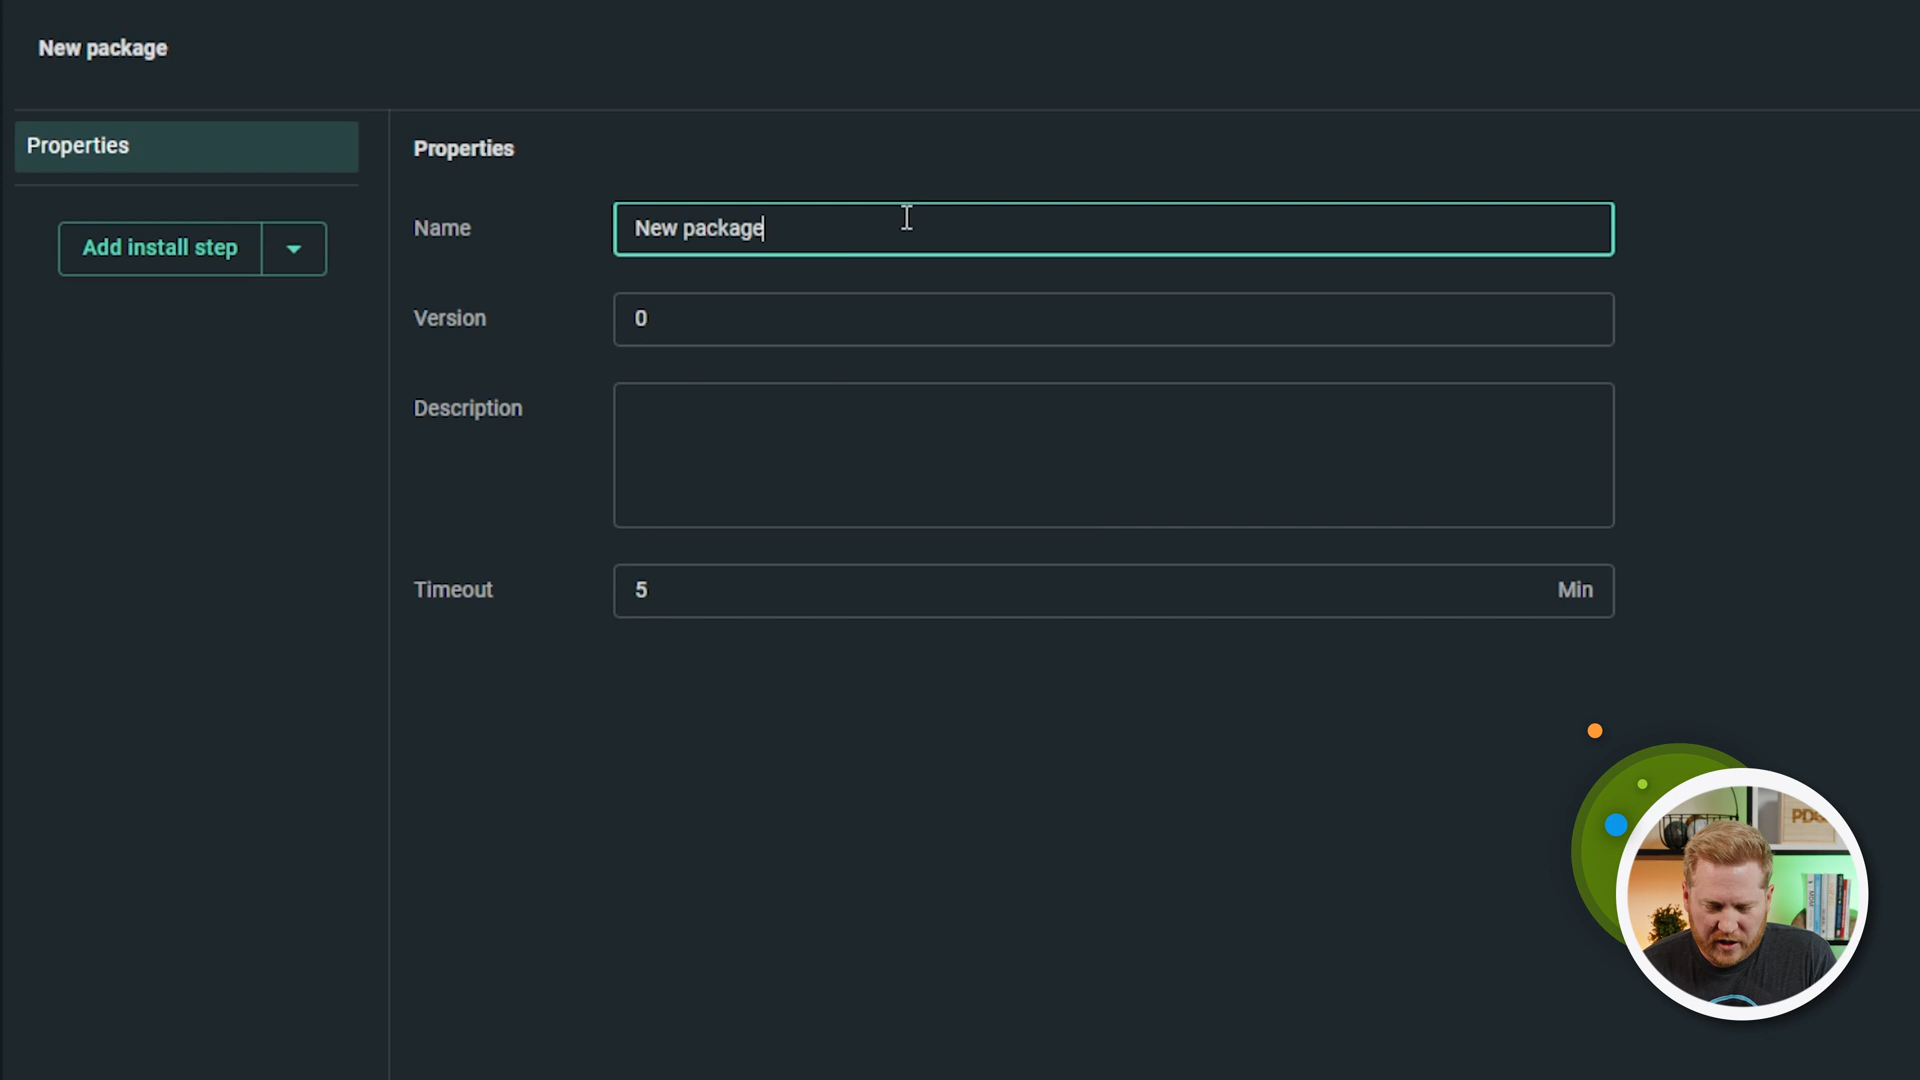 New package
Properties
Add install step
Properties
Name
New package
Version
0
Description
Timeout
5
Min